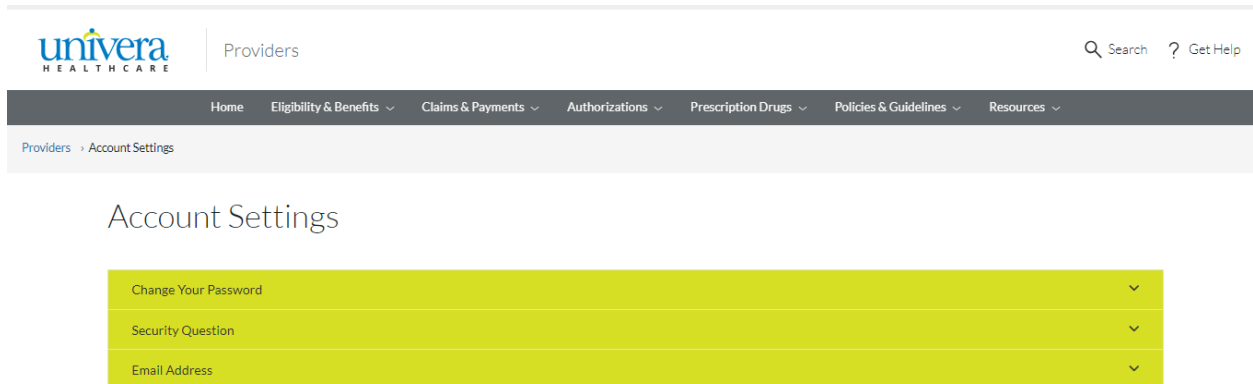 univera
HEALTHCARE
Providers
Search ? Get Help
Home Eligibility & Benefits Claims & Payments Authorizations Prescription Drugs Policies & Guidelines Resources
Providers › Account Settings
Account Settings
Change Your Password
Security Question
Email Address